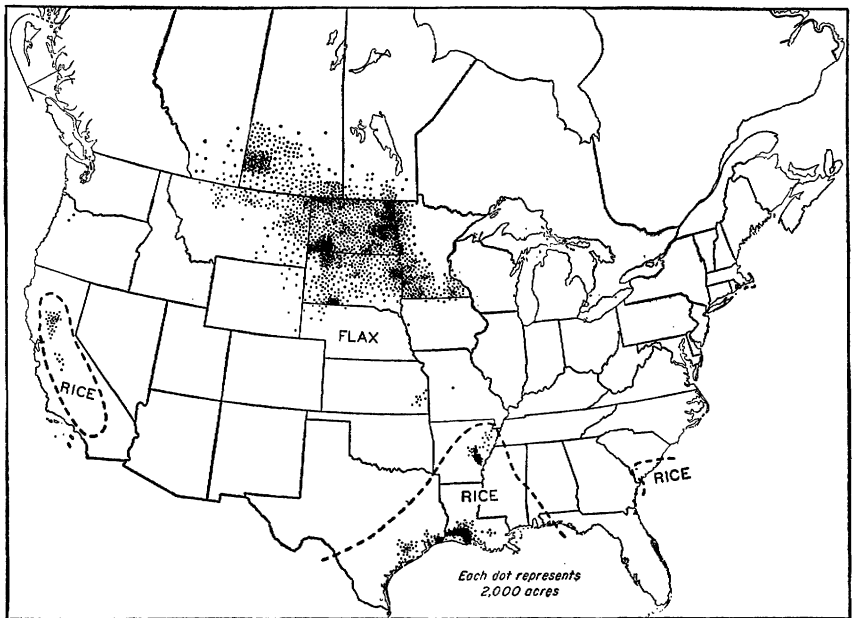 FLAX
RICE
RICE
RICE
Each dot represents
2,000 acres